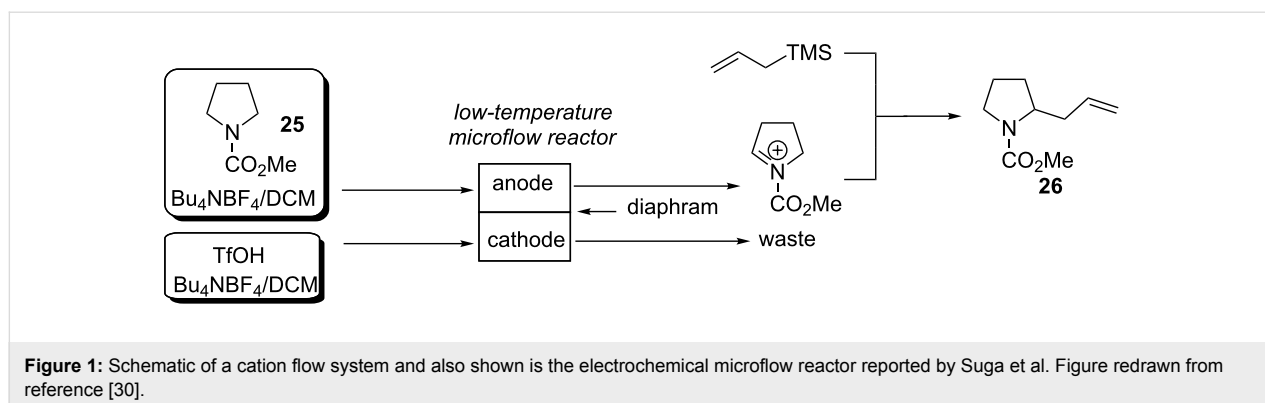 TMS
N
25
CO₂Me
Bu₄NBF₄/DCM
low-temperature
microflow reactor
anode
diaphram
cathode
waste
TfOH
Bu₄NBF₄/DCM
+
N
CO₂Me
N
CO₂Me
26
Figure 1: Schematic of a cation flow system and also shown is the electrochemical microflow reactor reported by Suga et al. Figure redrawn from
reference [30].